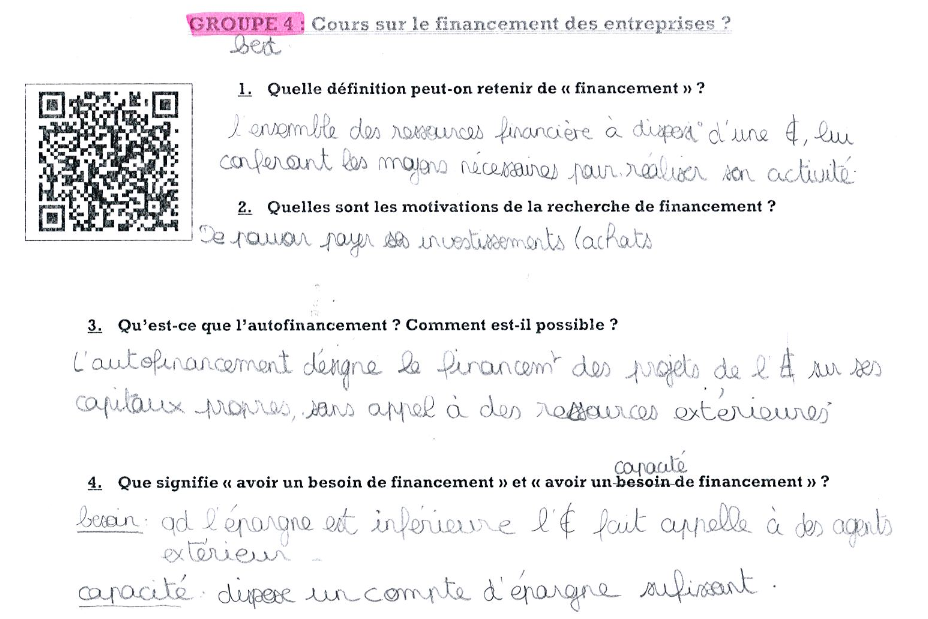 GROUPE 4 : Cours sur le financement des entreprises ?
1. Quelle définition peut-on retenir de « financement » ?
l'ensemble des ressources financière à dispos° d'une €, lui
conferant les moyens nécessaires pour réaliser son activité
2. Quelles sont les motivations de la recherche de financement ?
De pouvoir payer ses investissements (achats
3. Qu'est-ce que l'autofinancement ? Comment est-il possible ?
L'autofinancement désigne le financemt des projets de l'€ sur ses
capitaux propres, sans appel à des ressources extérieures
capacité
4. Que signifie « avoir un besoin de financement » et « avoir un besoin de financement » ?
besoin : qd l'épargne est inférieure l'€ fait appelle à des agents
extérieur
capacité : dispose un compte d'épargne sufissant.